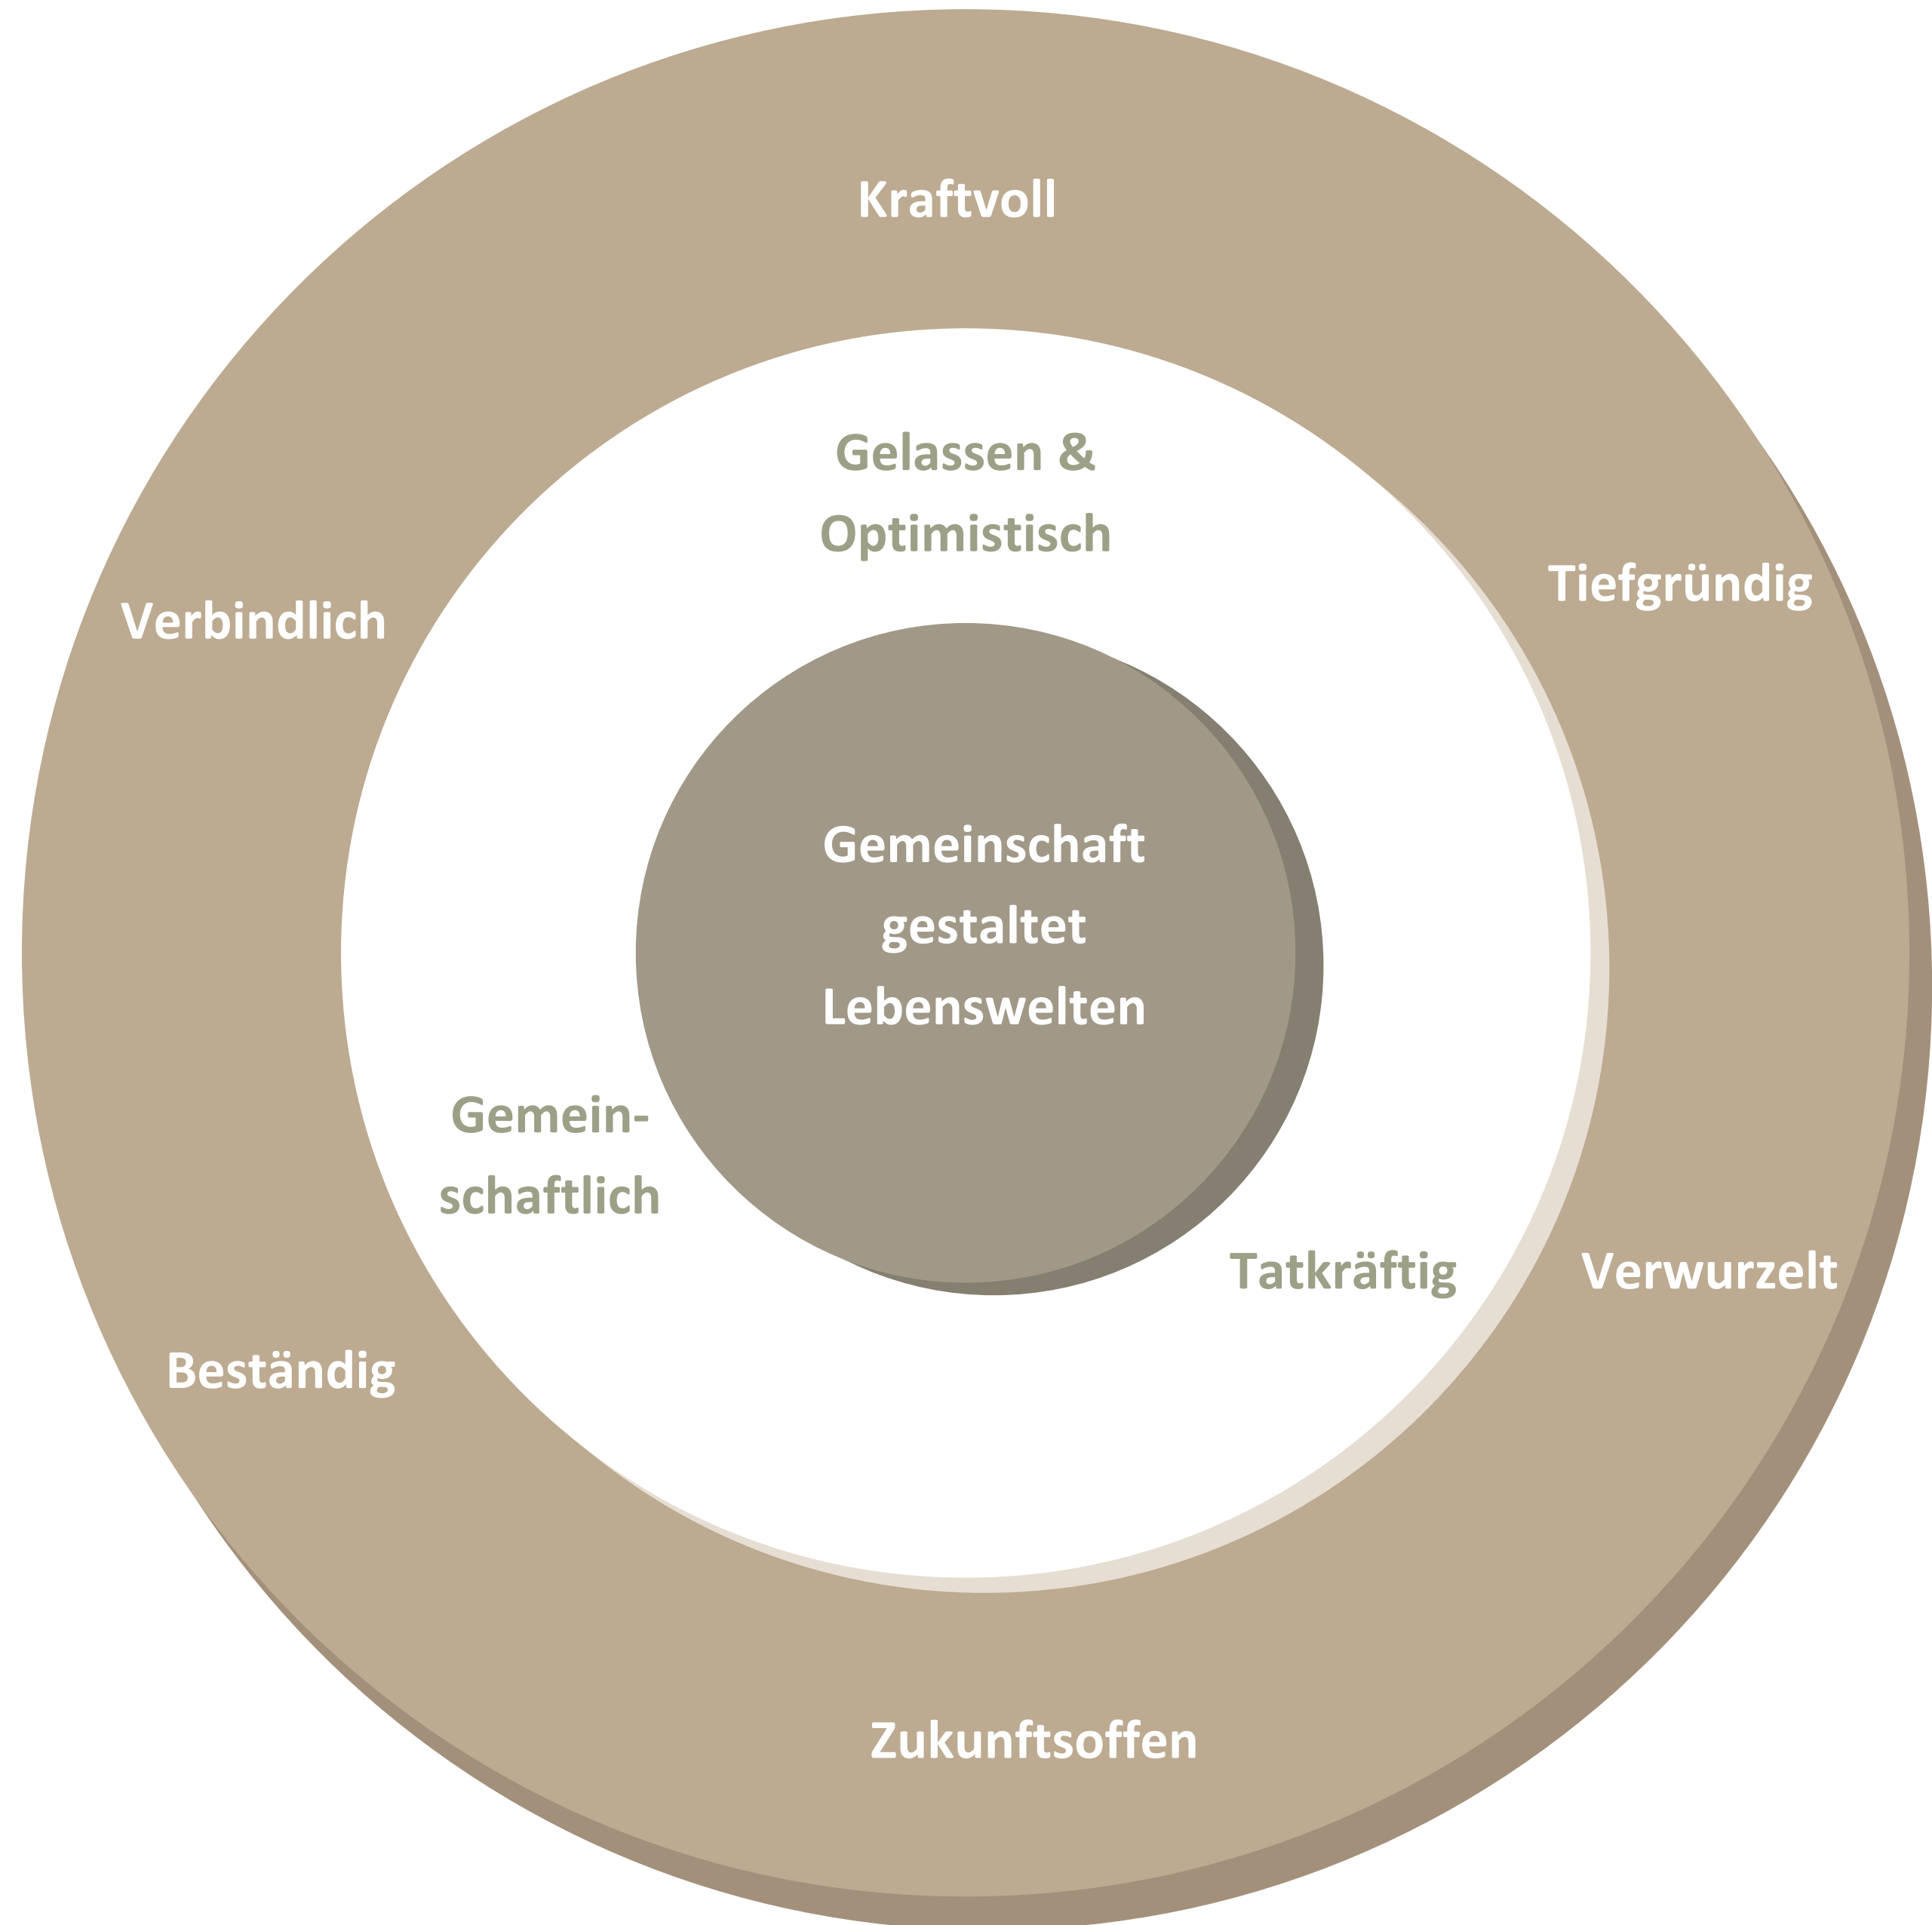 Kraftvoll
Gelassen &
Optimistisch
Tiefgründig
Verbindlich
Gemeinschaft
gestaltet
Lebenswelten
Gemein-
schaftlich
Tatkräftig
Verwurzelt
Beständig
Zukunftsoffen